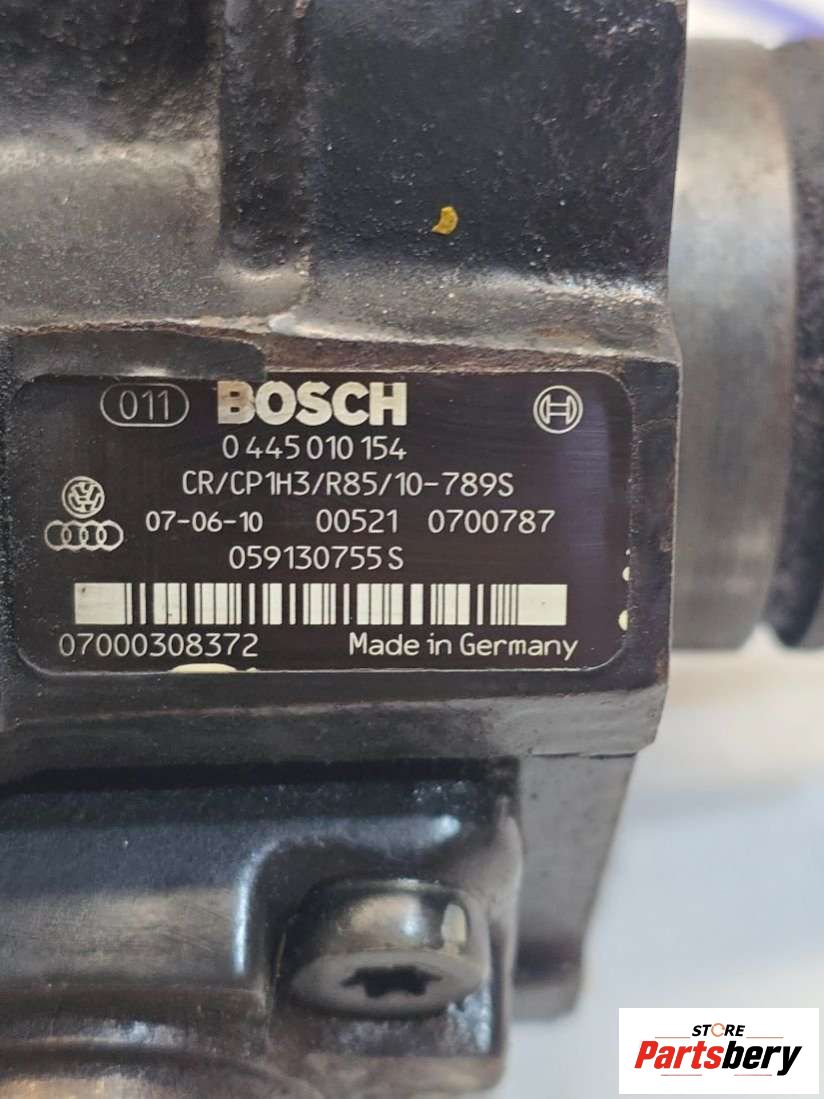 011 BOSCH
0 445 010 154
CR/CP1H3/R85/10-789S
07-06-10 00521 0700787
059130755 S
07000308372 Made in Germany
STORE
Partsbery